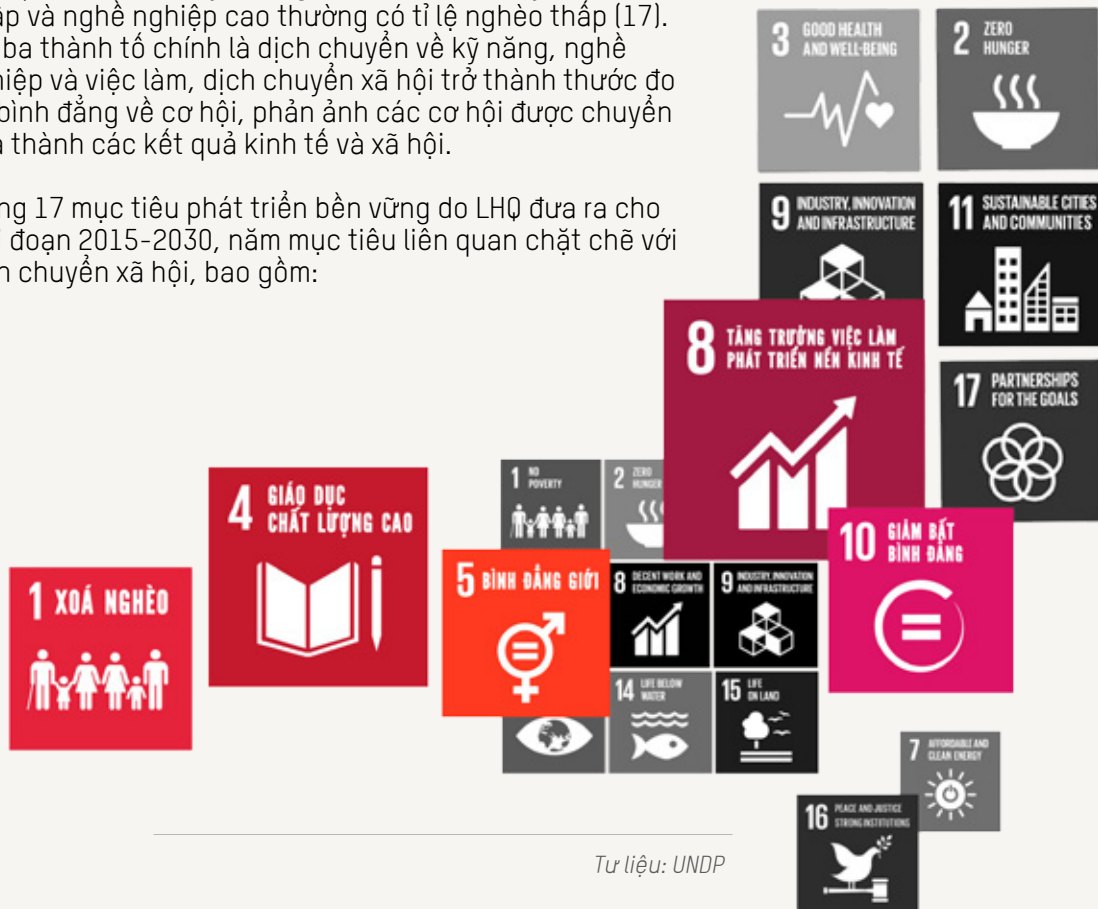 và nghề nghiệp cao thường có tỉ lệ nghèo thấp (17).
ba thành tố chính là dịch chuyển về kỹ năng, nghề
và việc làm, dịch chuyển xã hội trở thành thước đo
bình đẳng về cơ hội, phản ảnh các cơ hội được chuyển
thành các kết quả kinh tế và xã hội.
17 mục tiêu phát triển bền vững do LHQ đưa ra cho
đoạn 2015-2030, năm mục tiêu liên quan chặt chẽ với
chuyển xã hội, bao gồm:
3 GOOD HEALTH
AND WELL-BEING
2 ZERO
HUNGER
9 INDUSTRY, INNOVATION
AND INFRASTRUCTURE
11 SUSTAINABLE CITIES
AND COMMUNITIES
8 TĂNG TRƯỞNG VIỆC LÀM
PHÁT TRIỂN NỀN KINH TẾ
17 PARTNERSHIPS
FOR THE GOALS
4 GIÁO DỤC
CHẤT LƯỢNG CAO
1 NO
POVERTY
2 ZERO
HUNGER
10 GIẢM BẤT
BÌNH ĐẲNG
5 BÌNH ĐẲNG GIỚI
8 DECENT WORK AND
ECONOMIC GROWTH
9 INDUSTRY, INNOVATION
AND INFRASTRUCTURE
1 XOÁ NGHÈO
14 LIFE BELOW
WATER
15 LIFE
ON LAND
7 AFFORDABLE AND
CLEAN ENERGY
16 PEACE AND JUSTICE
STRONG INSTITUTIONS
Tư liệu: UNDP